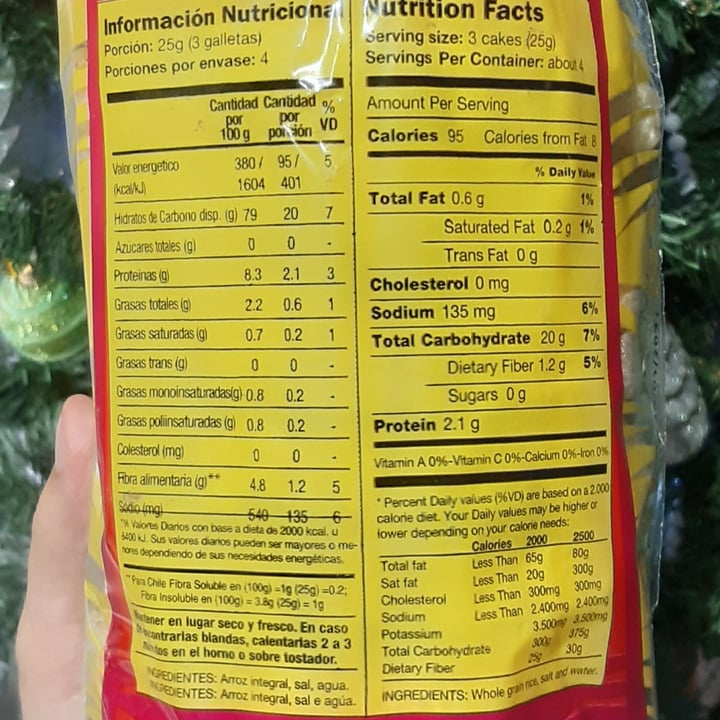 Información Nutricional
Porción: 25g (3 galletas)
Porciones por envase: 4
Cantidad por 100 g Cantidad por porción % VD
Valor energetico (kcal/kJ) 380 / 1604 95 / 401 5
Hidratos de Carbono disp. (g) 79 20 7
Azúcares totales (g) 0 0 -
Proteinas (g) 8.3 2.1 3
Grasas totales (g) 2.2 0.6 1
Grasas saturadas (g) 0.7 0.2 1
Grasas trans (g) 0 0 -
Grasas monoinsaturadas(g) 0.8 0.2 -
Grasas poliinsaturadas (g) 0.8 0.2 -
Colesterol (mg) 0 0 -
Fibra alimentaria (g)** 4.8 1.2 5
Sodio (mg) 540 135 6
*% Valores Diarios con base a dieta de 2000 kcal. u
8400 kJ. Sus valores diarios pueden ser mayores o me-
nores dependiendo de sus necesidades energéticas.
**Para Chile Fibra Soluble en (100g) =1g (25g) =0.2;
Fibra Insoluble en (100g) = 3.8g (25g) = 1g
Mantener en lugar seco y fresco. En caso
de encontrarlas blandas, calentarlas 2 a 3
minutos en el horno o sobre tostador.
INGREDIENTES: Arroz integral, sal, agua.
INGREDIENTES: Arroz integral, sal e agúa.
Nutrition Facts
Serving size: 3 cakes (25g)
Servings Per Container: about 4
Amount Per Serving
Calories 95 Calories from Fat 8
% Daily Value
Total Fat 0.6 g 1%
Saturated Fat 0.2 g 1%
Trans Fat 0 g
Cholesterol 0 mg
Sodium 135 mg 6%
Total Carbohydrate 20 g 7%
Dietary Fiber 1.2 g 5%
Sugars 0 g
Protein 2.1 g
Vitamin A 0%-Vitamin C 0%-Calcium 0%-Iron 0%
* Percent Daily values (%VD) are based on a 2.000
calorie diet. Your Daily values may be higher or
lower depending on your calorie needs:
Calories 2000 2500
Total fat Less Than 65g 80g
Sat fat Less Than 20g 300g
Cholesterol Less Than 300mg 300mg
Sodium Less Than 2.400mg 2.400mg
Potassium 3.500mg 3.500mg
Total Carbohydrate 300g 375g
Dietary Fiber 25g 30g
INGREDIENTS: Whole grain rice, salt and water.